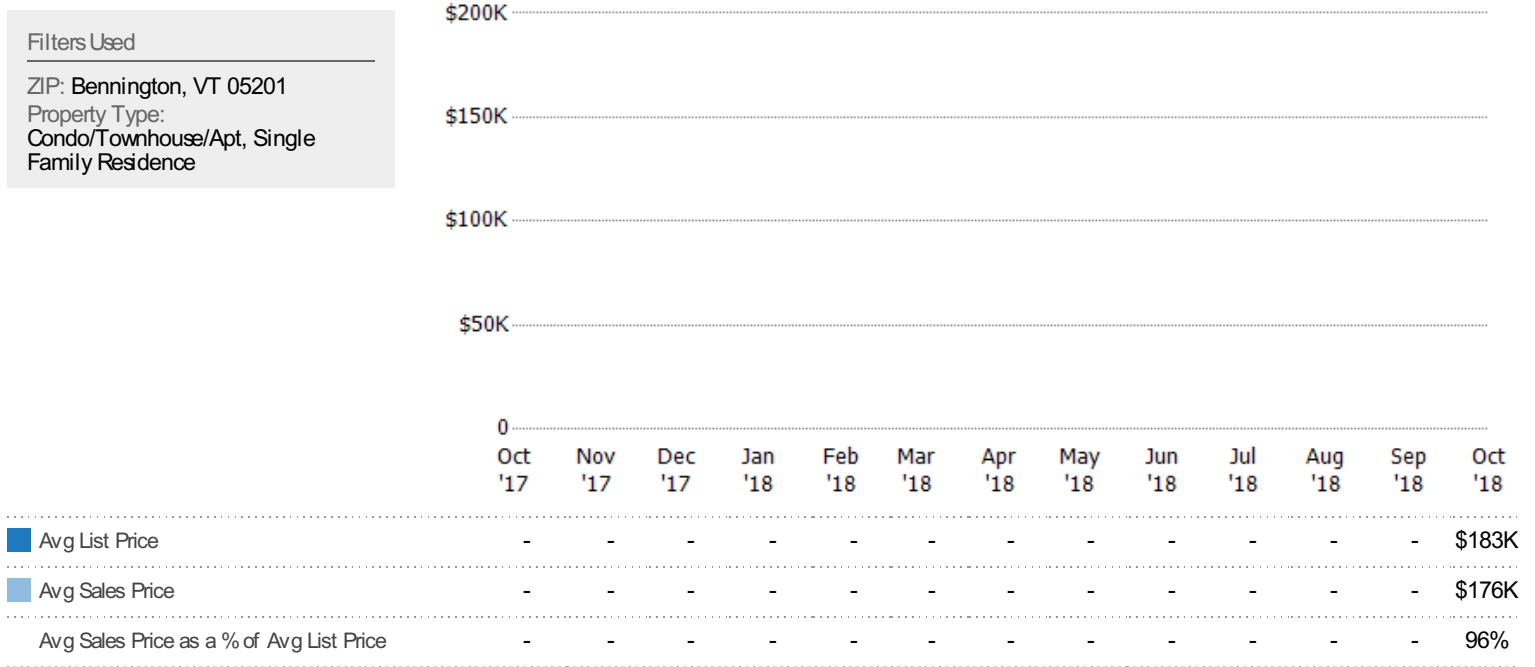 Filters Used
ZIP: Bennington, VT 05201
Property Type:
Condo/Townhouse/Apt, Single
Family Residence
$200K
$150K
$100K
$50K
0
Oct Nov Dec Jan Feb Mar Apr May Jun Jul Aug Sep Oct
'17 '17 '17 '18 '18 '18 '18 '18 '18 '18 '18 '18 '18
Avg List Price - - - - - - - - - - - - $183K
Avg Sales Price - - - - - - - - - - - - $176K
Avg Sales Price as a % of Avg List Price - - - - - - - - - - - - 96%